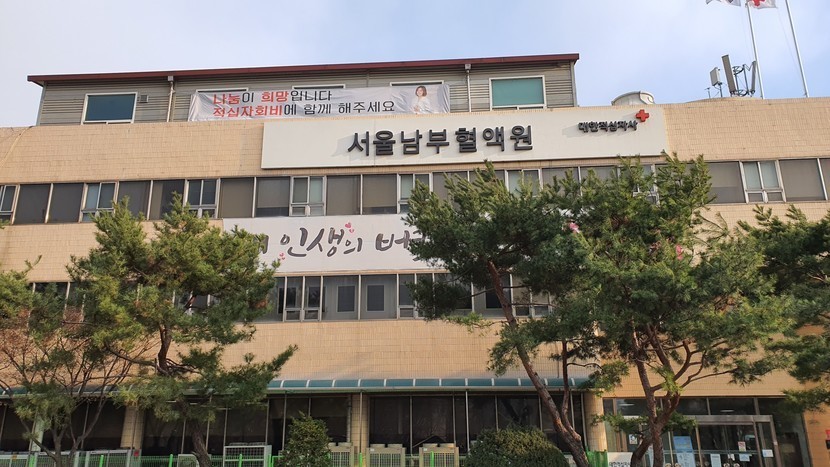 나눔이 희망입니다
적십자회비에 함께 해주세요
서울남부혈액원
대한적십자사
내 인생의